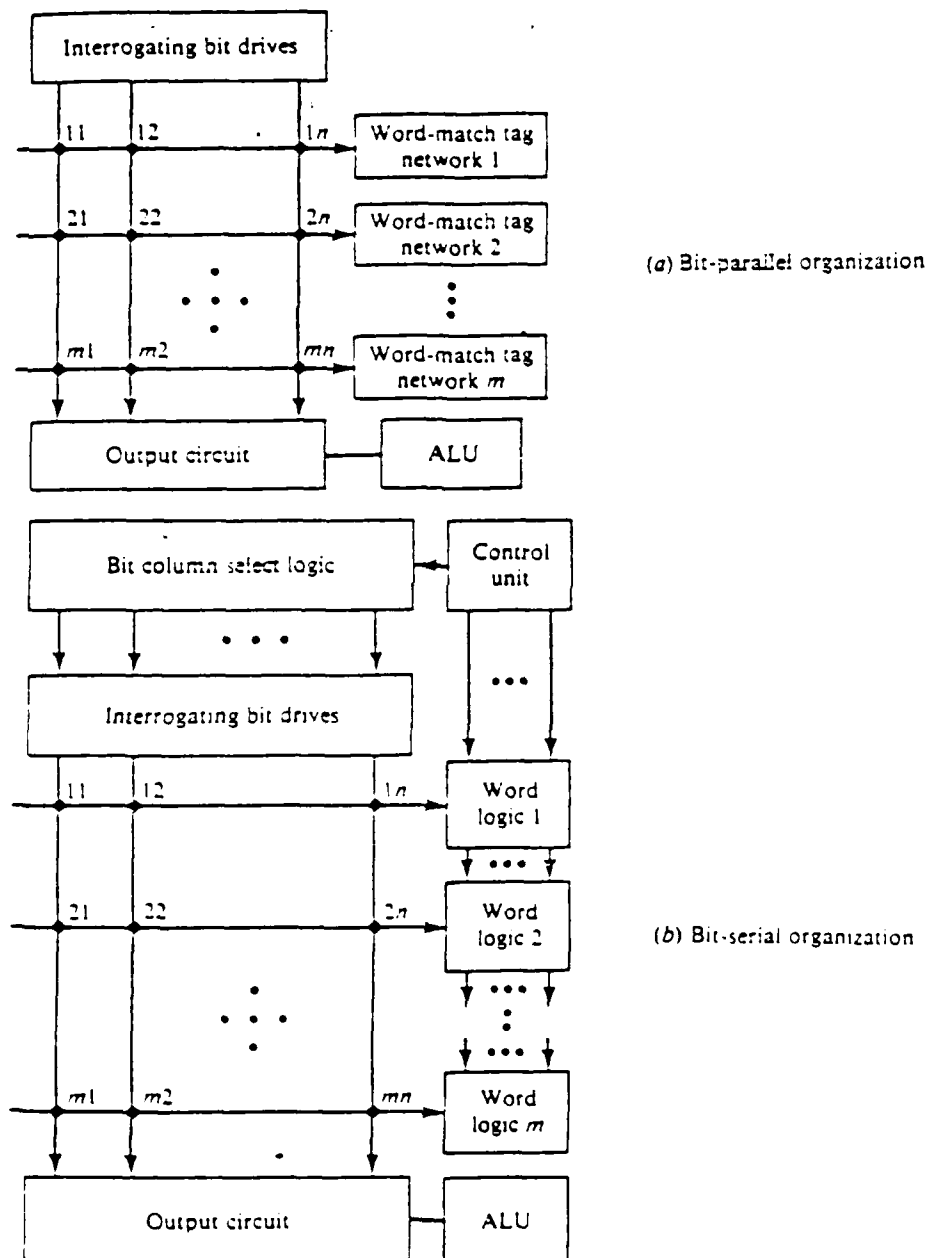 Interrogating bit drives
11 12 1n
Word-match tag
network 1
21 22 2n
Word-match tag
network 2
(a) Bit-parallel organization
m1 m2 mn
Word-match tag
network m
Output circuit
ALU
Bit column select logic
Control
unit
Interrogating bit drives
11 12 1n
Word
logic 1
21 22 2n
Word
logic 2
(b) Bit-serial organization
m1 m2 mn
Word
logic m
Output circuit
ALU